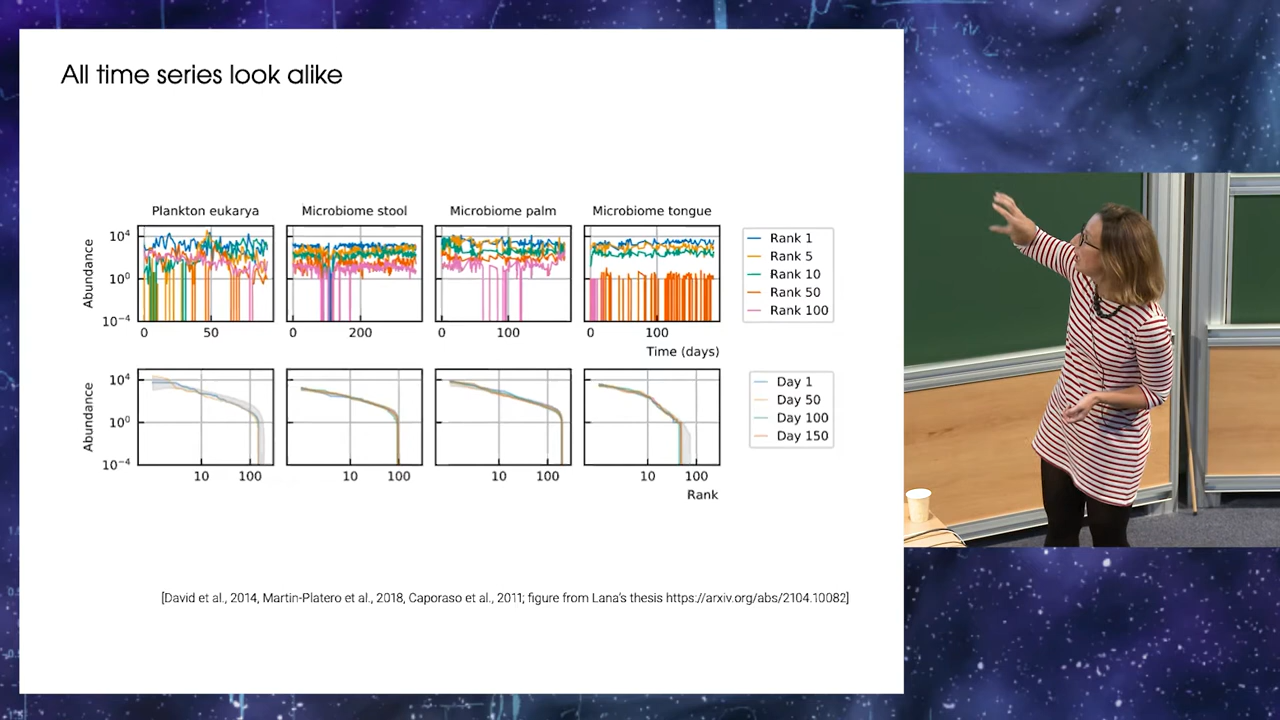 All time series look alike
Plankton eukarya
Microbiome stool
Microbiome palm
Microbiome tongue
Abundance
10⁴
10⁰
10⁻⁴
0 50
0 200
0 100
0 100
Time (days)
Rank 1
Rank 5
Rank 10
Rank 50
Rank 100
Abundance
10⁴
10⁰
10⁻⁴
10 100
10 100
10 100
10 100
Rank
Day 1
Day 50
Day 100
Day 150
[David et al., 2014, Martin-Platero et al., 2018, Caporaso et al., 2011; figure from Lana's thesis https://arxiv.org/abs/2104.10082]